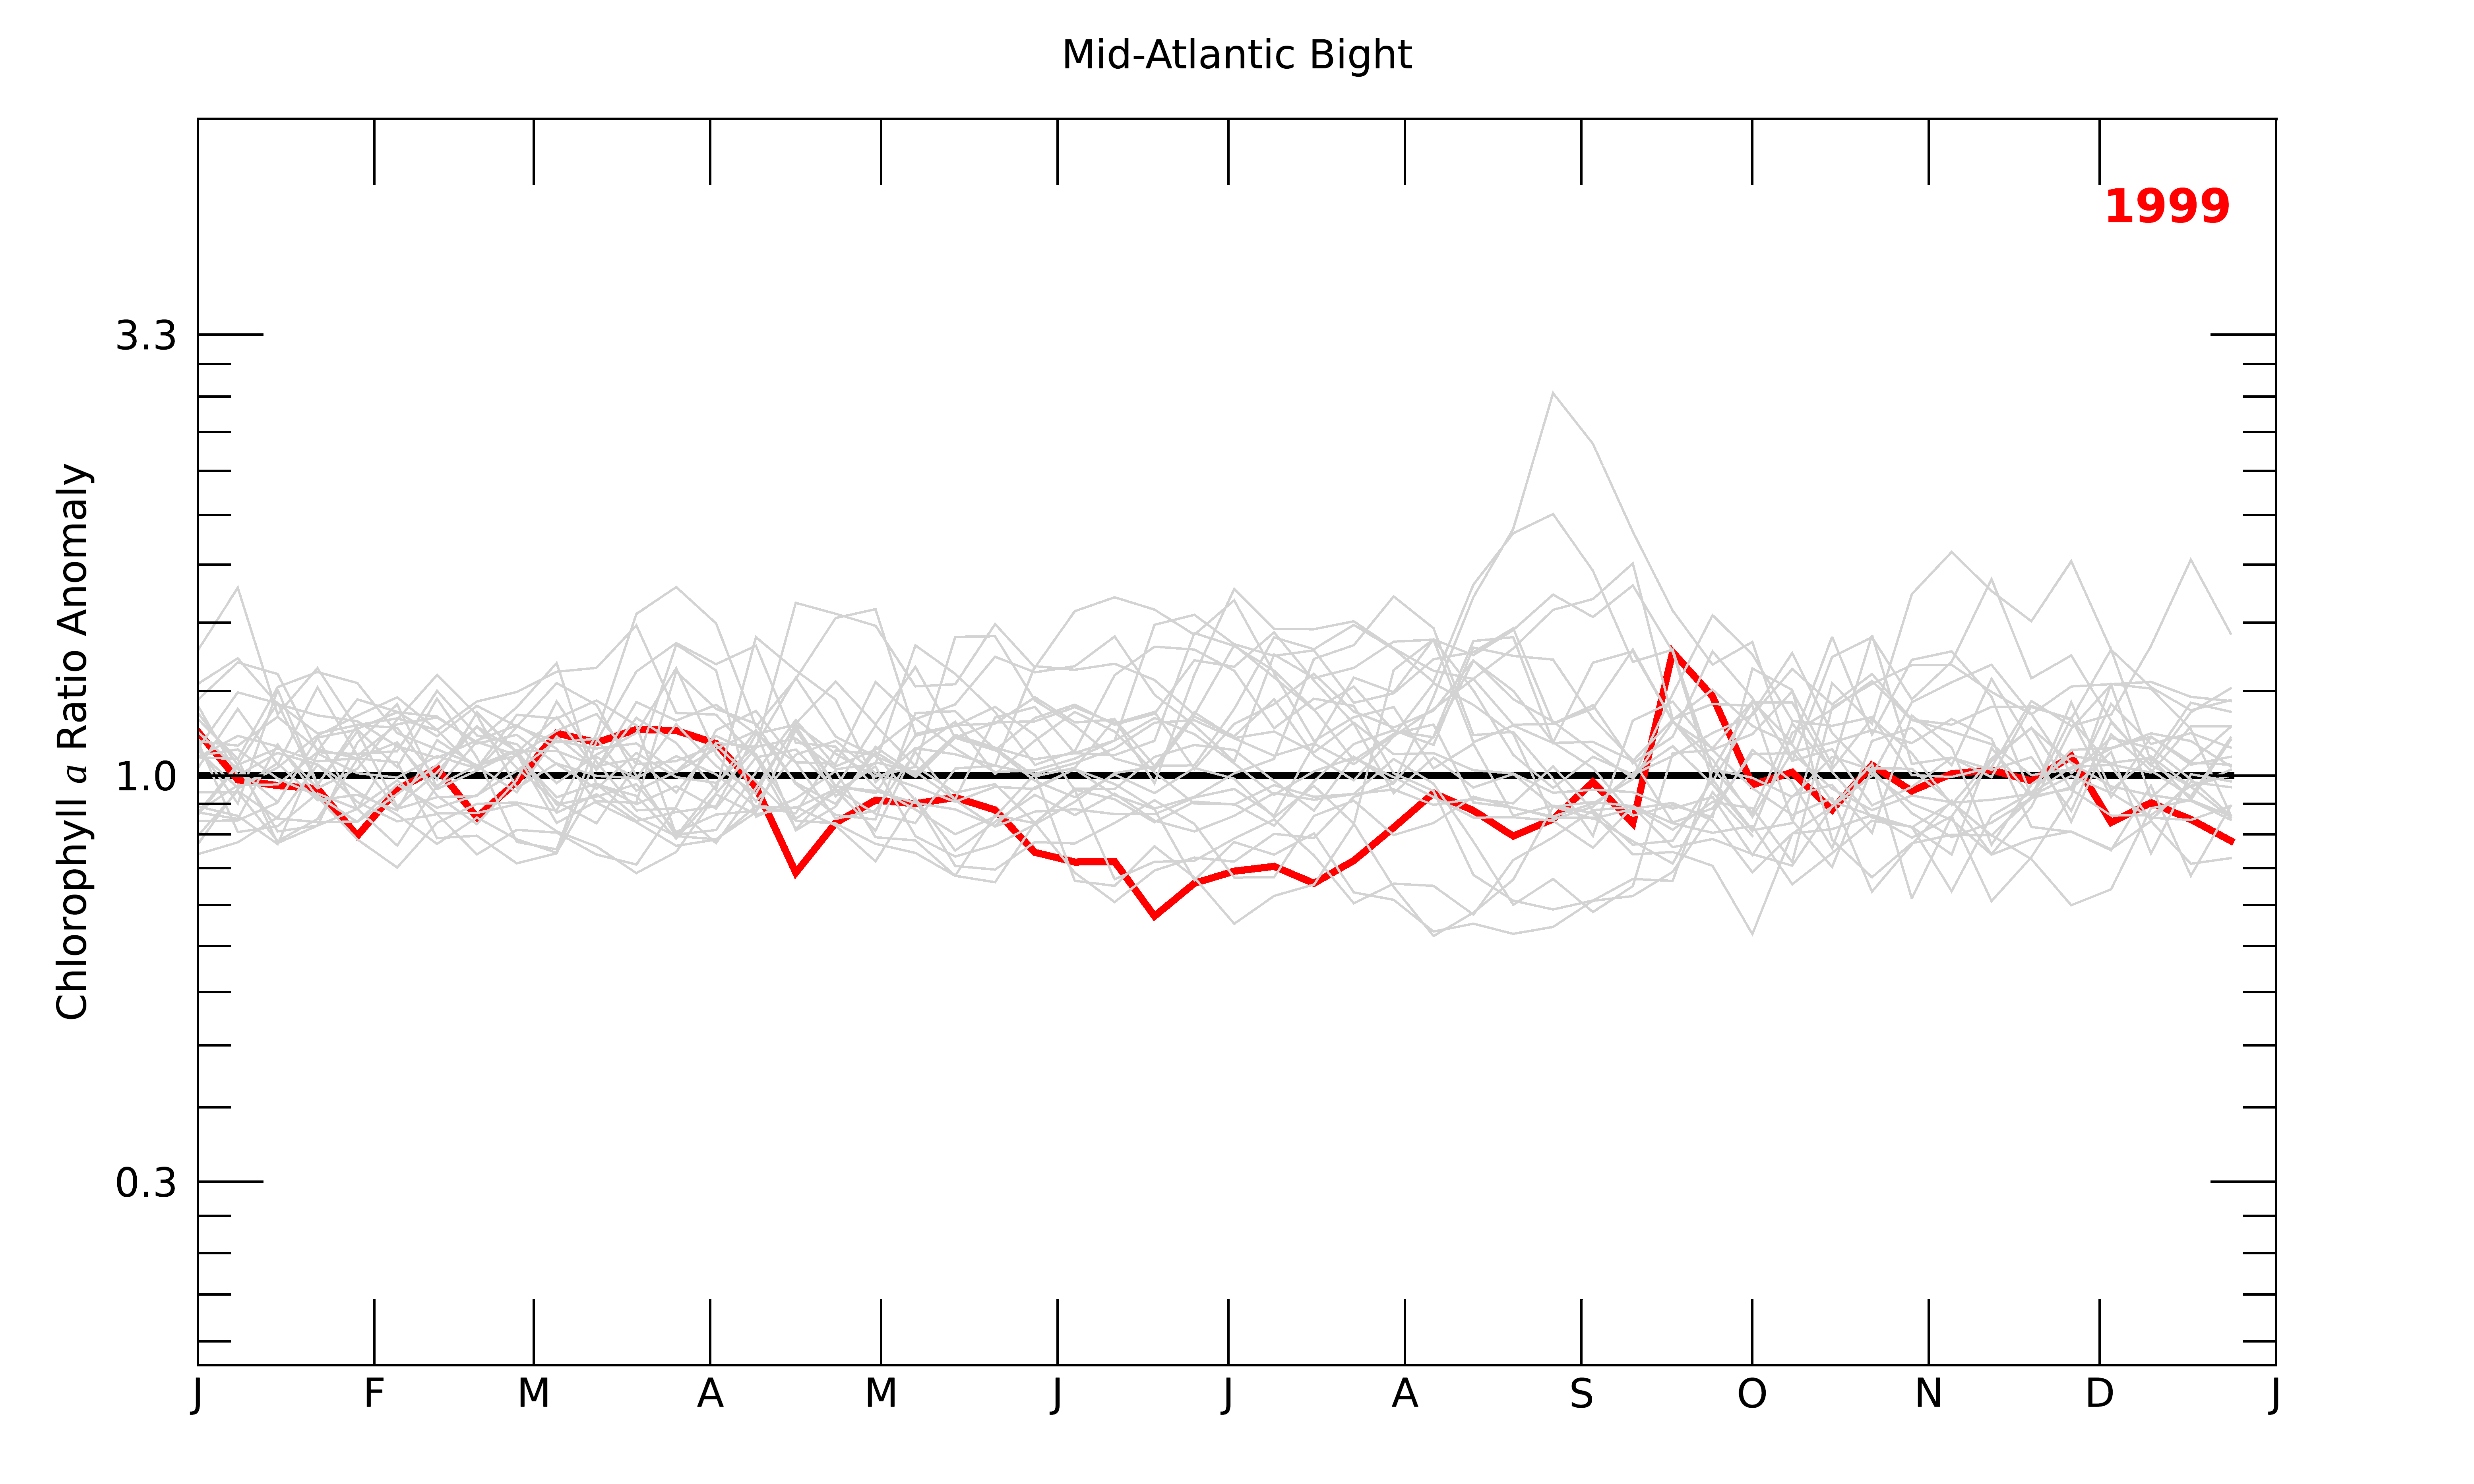 Mid-Atlantic Bight
1999
Chlorophyll a Ratio Anomaly
3.3
1.0
0.3
J F M A M J J A S O N D J